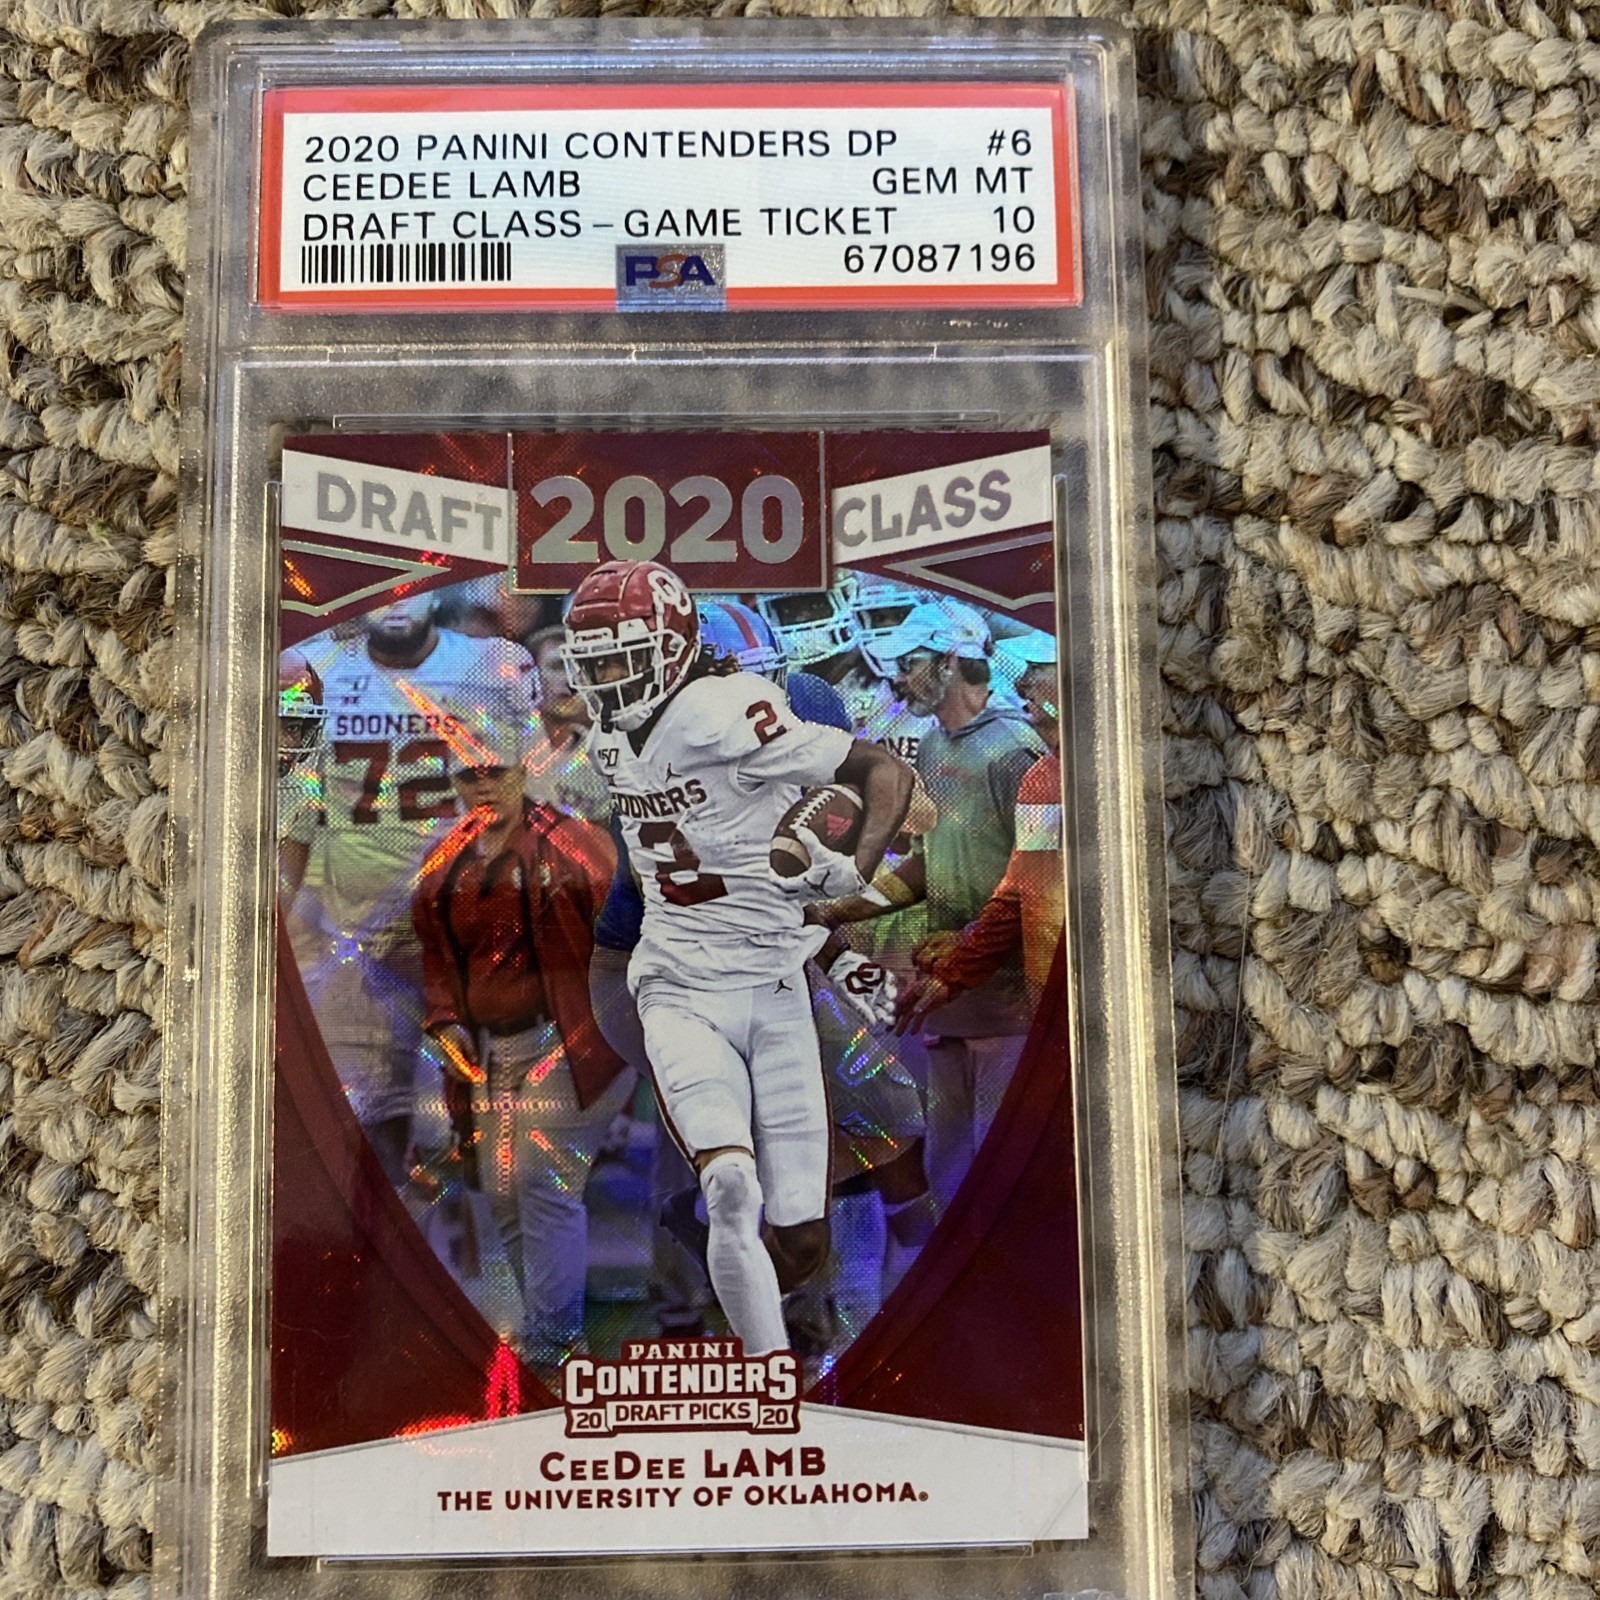 2020 PANINI CONTENDERS DP #6
CEEDEE LAMB GEM MT
DRAFT CLASS – GAME TICKET 10
PSA 67087196
DRAFT 2020 CLASS
SOONERS
72
2
SOONERS
2
PANINI
CONTENDERS
20 DRAFT PICKS 20
CEEDEE LAMB
THE UNIVERSITY OF OKLAHOMA®